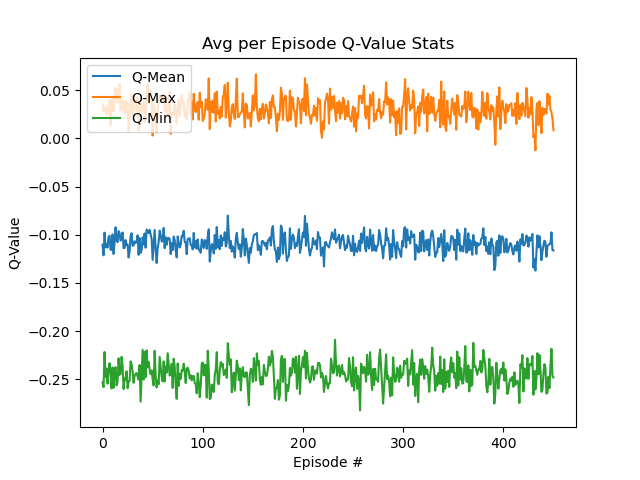 Avg per Episode Q-Value Stats
Q-Mean
Q-Max
Q-Min
Q-Value
0.05
0.00
−0.05
−0.10
−0.15
−0.20
−0.25
0
100
200
300
400
Episode #